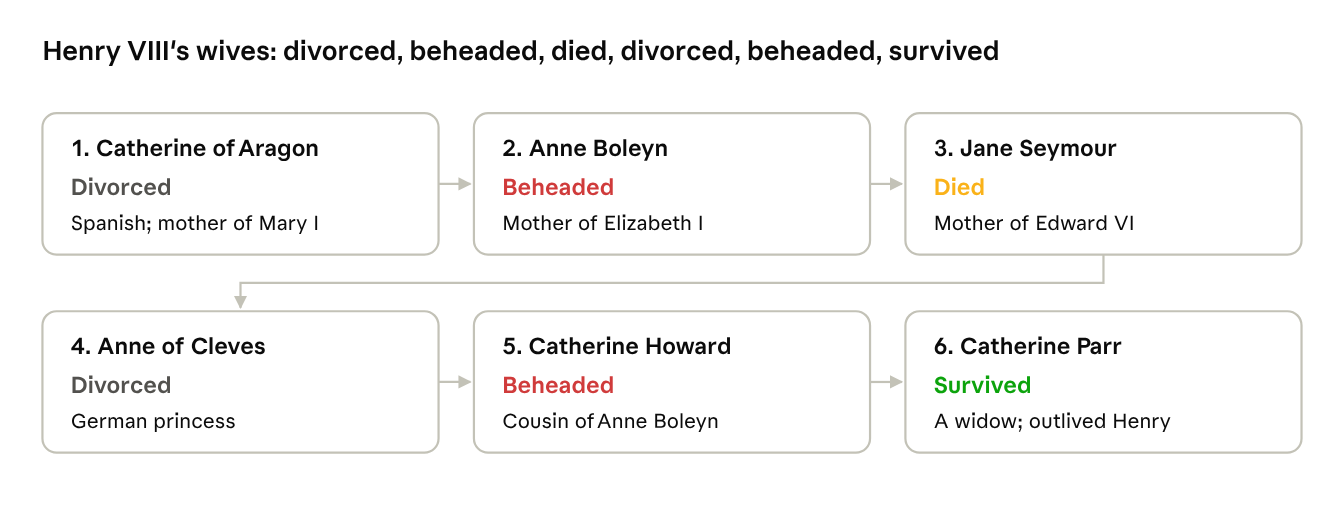 Henry VIII's wives: divorced, beheaded, died, divorced, beheaded, survived
1. Catherine of Aragon
Divorced
Spanish; mother of Mary I
2. Anne Boleyn
Beheaded
Mother of Elizabeth I
3. Jane Seymour
Died
Mother of Edward VI
4. Anne of Cleves
Divorced
German princess
5. Catherine Howard
Beheaded
Cousin of Anne Boleyn
6. Catherine Parr
Survived
A widow; outlived Henry